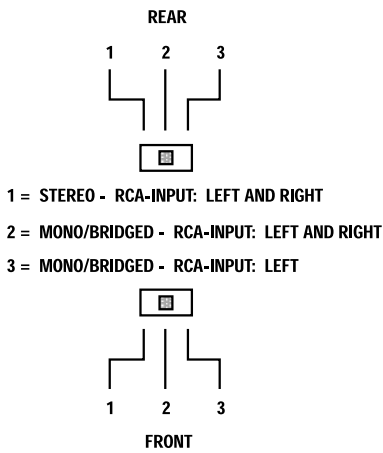 REAR
1 2 3
1 = STEREO - RCA-INPUT: LEFT AND RIGHT
2 = MONO/BRIDGED - RCA-INPUT: LEFT AND RIGHT
3 = MONO/BRIDGED - RCA-INPUT: LEFT
1 2 3
FRONT